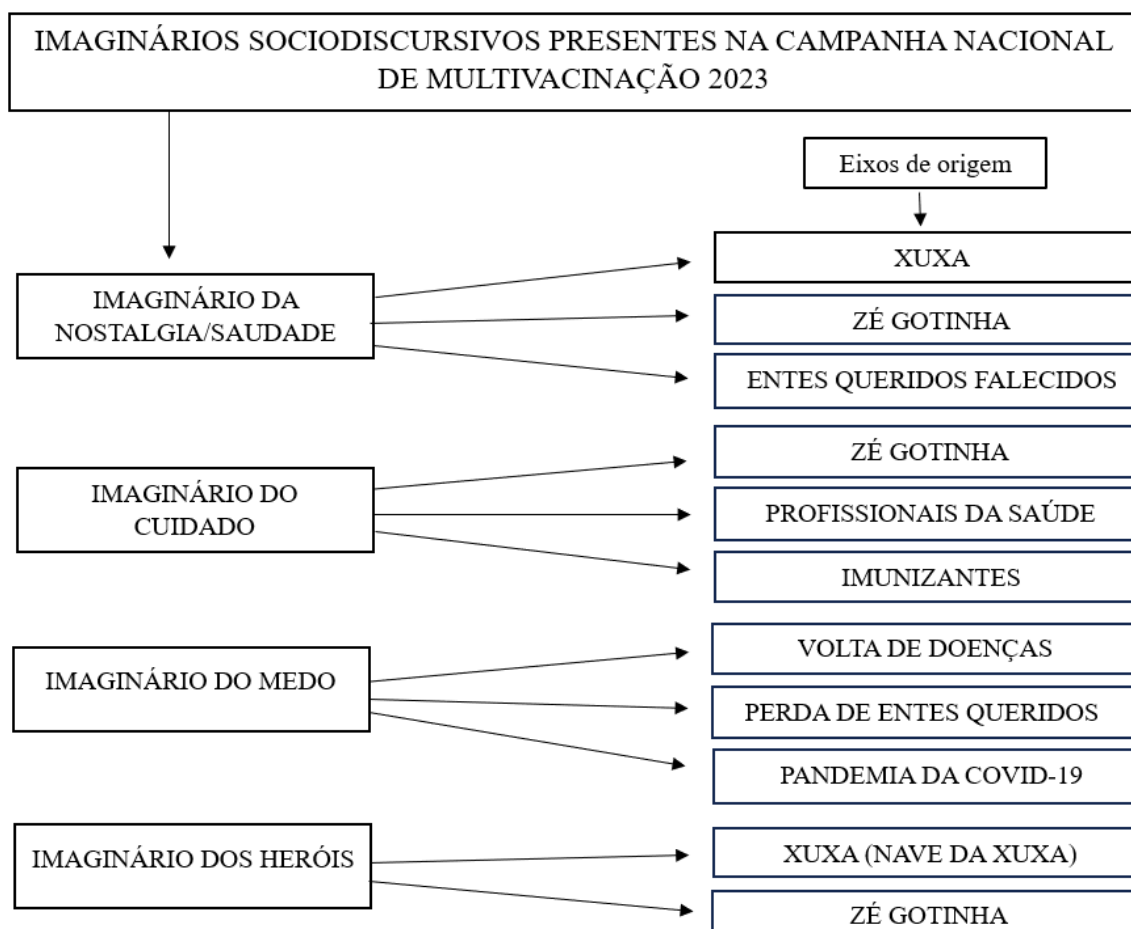 IMAGINÁRIOS SOCIODISCURSIVOS PRESENTES NA CAMPANHA NACIONAL
DE MULTIVACINAÇÃO 2023
Eixos de origem
IMAGINÁRIO DA
NOSTALGIA/SAUDADE
XUXA
ZÉ GOTINHA
ENTES QUERIDOS FALECIDOS
IMAGINÁRIO DO
CUIDADO
ZÉ GOTINHA
PROFISSIONAIS DA SAÚDE
IMUNIZANTES
IMAGINÁRIO DO MEDO
VOLTA DE DOENÇAS
PERDA DE ENTES QUERIDOS
PANDEMIA DA COVID-19
IMAGINÁRIO DOS HERÓIS
XUXA (NAVE DA XUXA)
ZÉ GOTINHA